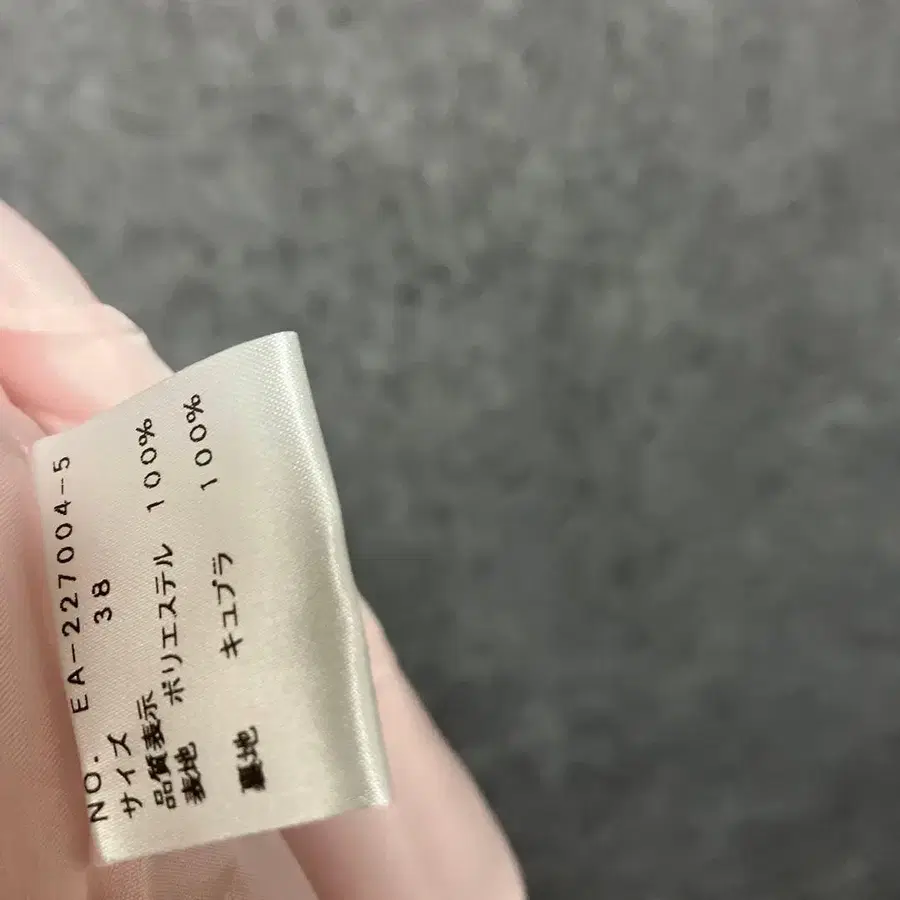 NO. EA-227004-5
サイズ 38
品質表示
表地 ポリエステル 100%
裏地 キュプラ 100%